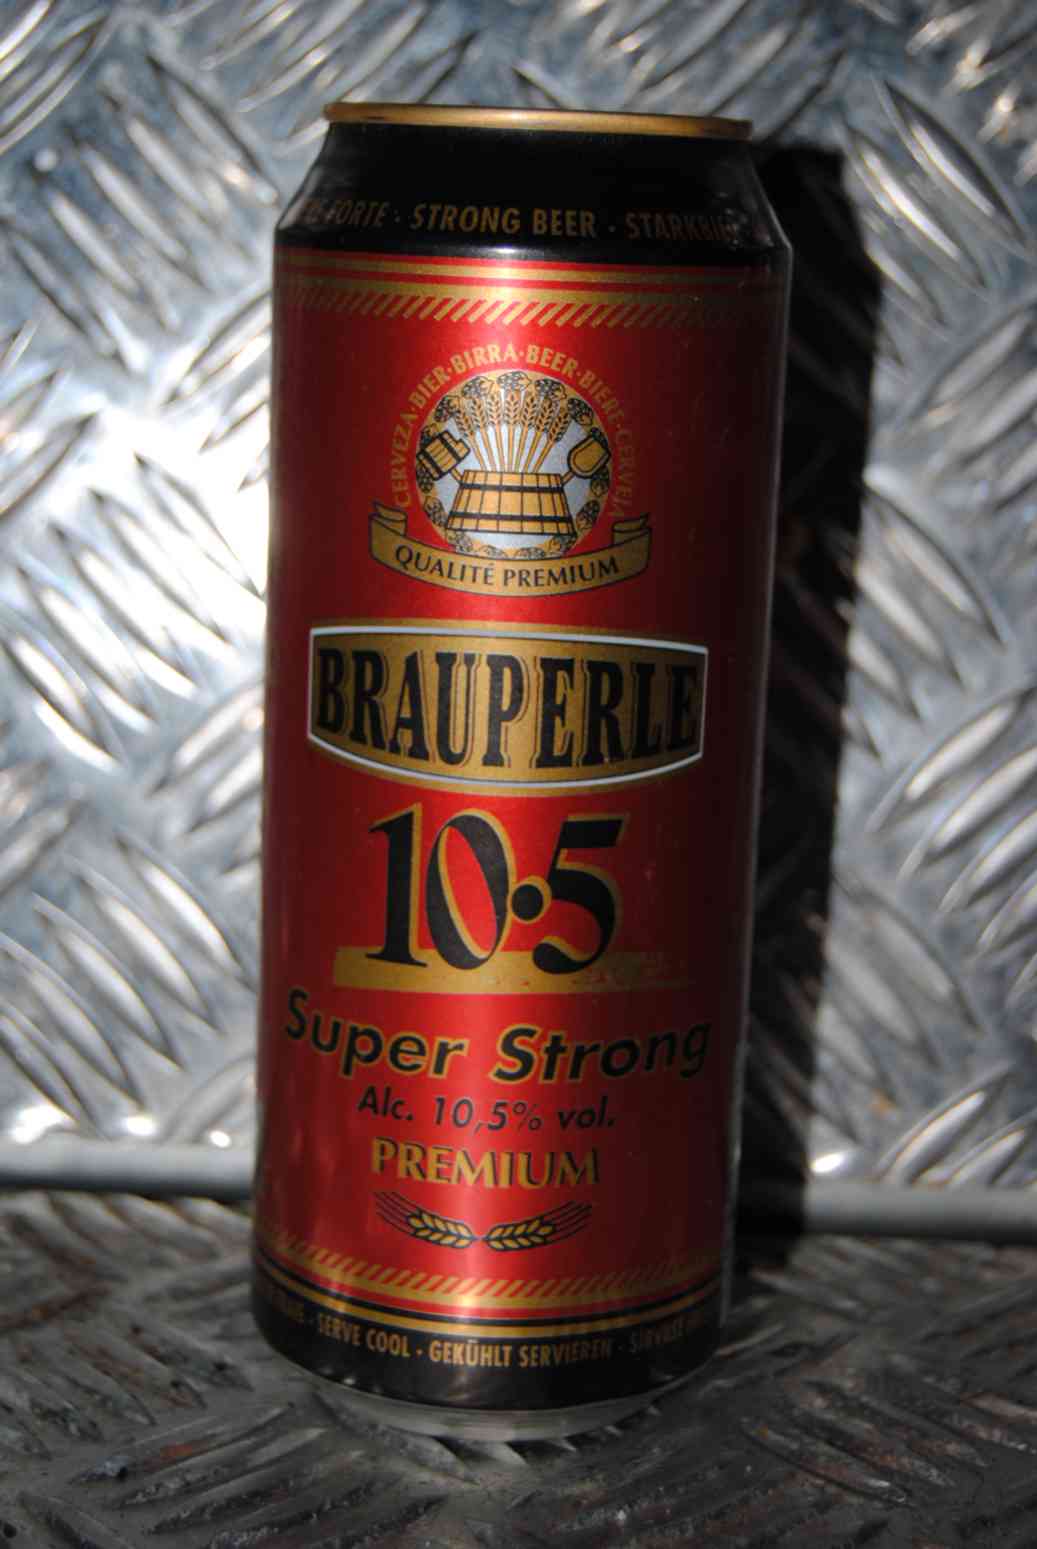 FORTE · STRONG BEER · STARKBIER
CERVEZA·BIER·BIRRA·BEER·BIERE·CERVEJA
QUALITÉ PREMIUM
BRAUPERLE
10·5
Super Strong
Alc. 10,5% vol.
PREMIUM
· SERVE COOL · GEKÜHLT SERVIEREN ·